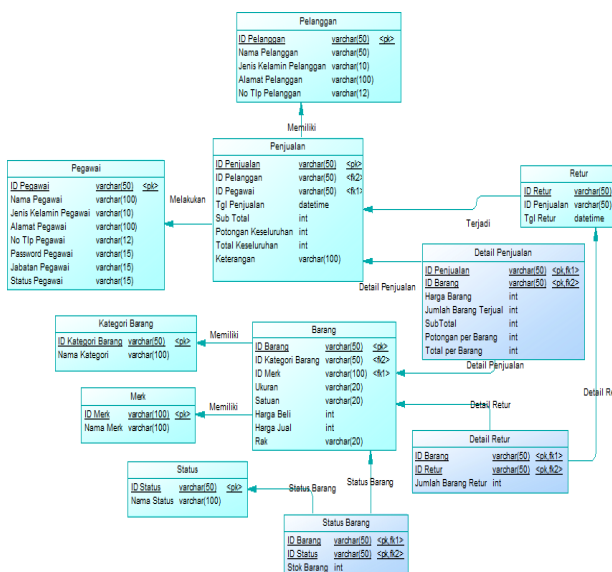 Pelanggan
ID Pelanggan varchar(50) <pk>
Nama Pelanggan varchar(50)
Jenis Kelamin Pelanggan varchar(10)
Alamat Pelanggan varchar(100)
No Tlp Pelanggan varchar(12)
Memiliki
Penjualan
ID Penjualan varchar(50) <pk>
ID Pelanggan varchar(50) <fk2>
ID Pegawai varchar(50) <fk1>
Tgl Penjualan datetime
Sub Total int
Potongan Keseluruhan int
Total Keseluruhan int
Keterangan varchar(100)
Pegawai
ID Pegawai varchar(50) <pk>
Nama Pegawai varchar(100)
Jenis Kelamin Pegawai varchar(10)
Alamat Pegawai varchar(100)
No Tlp Pegawai varchar(12)
Password Pegawai varchar(15)
Jabatan Pegawai varchar(15)
Status Pegawai varchar(15)
Melakukan
Retur
ID Retur varchar(50)
ID Penjualan varchar(50)
Tgl Retur datetime
Terjadi
Detail Penjualan
ID Penjualan varchar(50) <pk,fk1>
ID Barang varchar(50) <pk,fk2>
Harga Barang int
Jumlah Barang Terjual int
SubTotal int
Potongan per Barang int
Total per Barang int
Detail Penjualan
Detail Penjualan
Kategori Barang
ID Kategori Barang varchar(50) <pk>
Nama Kategori varchar(100)
Memiliki
Barang
ID Barang varchar(50) <pk>
ID Kategori Barang varchar(50) <fk2>
ID Merk varchar(100) <fk1>
Ukuran varchar(20)
Satuan varchar(20)
Harga Beli int
Harga Jual int
Rak varchar(20)
Merk
ID Merk varchar(100) <pk>
Nama Merk varchar(100)
Memiliki
Detail Retur
Detail Re
Detail Retur
ID Barang varchar(50) <pk,fk1>
ID Retur varchar(50) <pk,fk2>
Jumlah Barang Retur int
Status
ID Status varchar(50) <pk>
Nama Status varchar(100)
Status Barang
Status Barang
Status Barang
ID Barang varchar(50) <pk,fk1>
ID Status varchar(50) <pk,fk2>
Stok Barang int